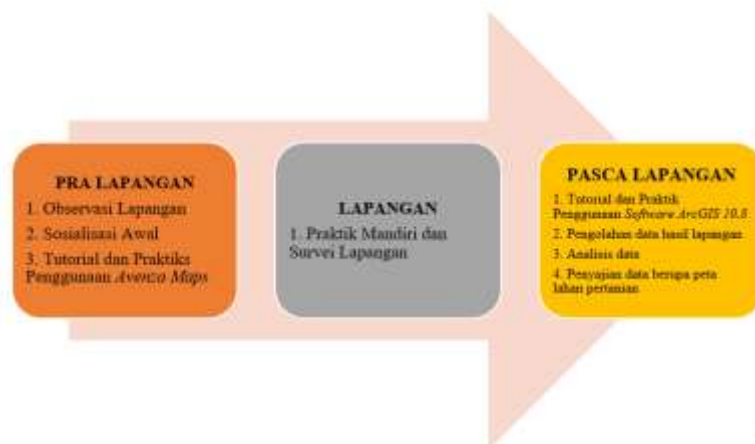 PRA LAPANGAN
1. Observasi Lapangan
2. Sosialisasi Awal
3. Tutorial dan Praktiks
Penggunaan Avenza Maps
LAPANGAN
1. Praktik Mandiri dan
Survei Lapangan
PASCA LAPANGAN
1. Tutorial dan Praktik
Penggunaan Software ArcGIS 10.8
2. Pengolahan data hasil lapangan
3. Analisis data
4. Penyajian data berupa peta
lahan pertanian